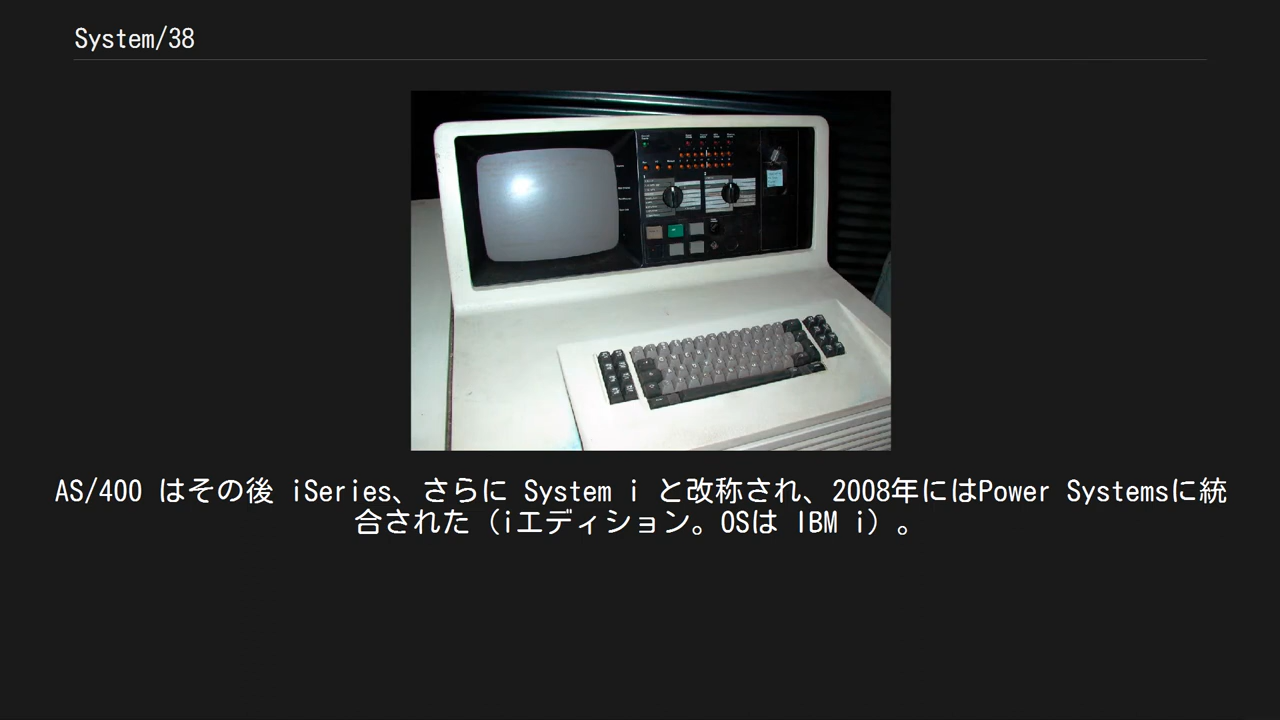 System/38
AS/400 はその後 iSeries、さらに System i と改称され、2008年にはPower Systemsに統
合された（iエディション。OSは IBM i）。